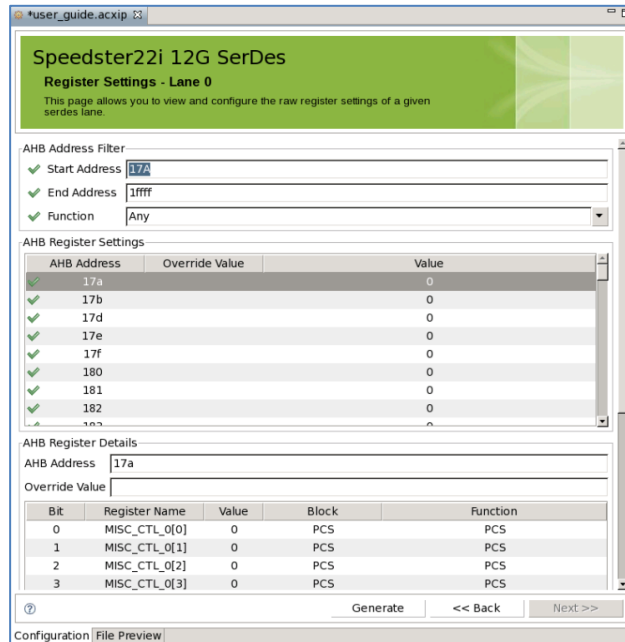 *user_guide.acxip
Speedster22i 12G SerDes
Register Settings - Lane 0
This page allows you to view and configure the raw register settings of a given
serdes lane.
AHB Address Filter
Start Address 17A
End Address 1ffff
Function Any
AHB Register Settings
AHB Address Override Value Value
17a 0
17b 0
17d 0
17e 0
17f 0
180 0
181 0
182 0
AHB Register Details
AHB Address 17a
Override Value
Bit Register Name Value Block Function
0 MISC_CTL_0[0] 0 PCS PCS
1 MISC_CTL_0[1] 0 PCS PCS
2 MISC_CTL_0[2] 0 PCS PCS
3 MISC_CTL_0[3] 0 PCS PCS
? Generate << Back Next >>
Configuration File Preview